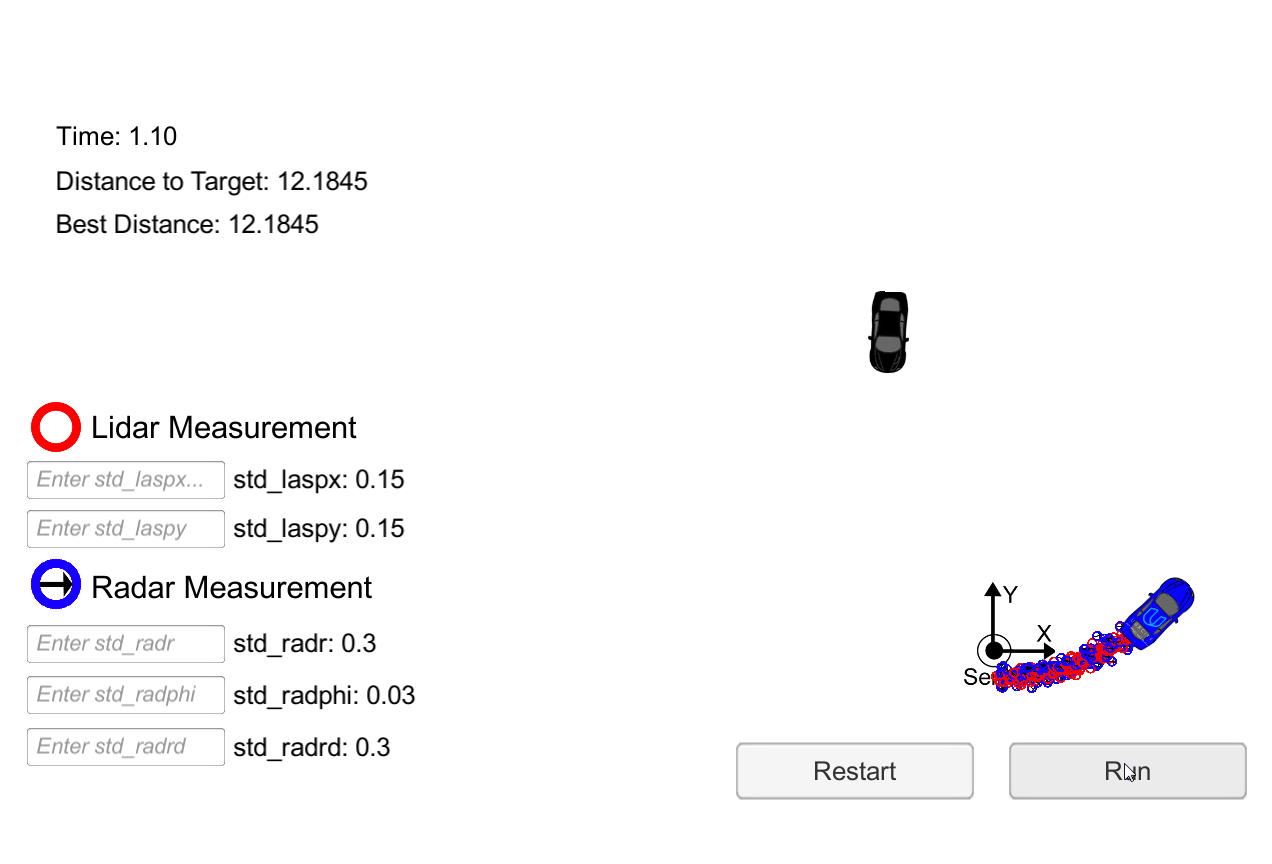 Time: 1.10
Distance to Target: 12.1845
Best Distance: 12.1845
Lidar Measurement
Enter std_laspx... std_laspx: 0.15
Enter std_laspy std_laspy: 0.15
Radar Measurement
Enter std_radr std_radr: 0.3
Enter std_radphi std_radphi: 0.03
Enter std_radrd std_radrd: 0.3
Y
X
Se
Restart
Run